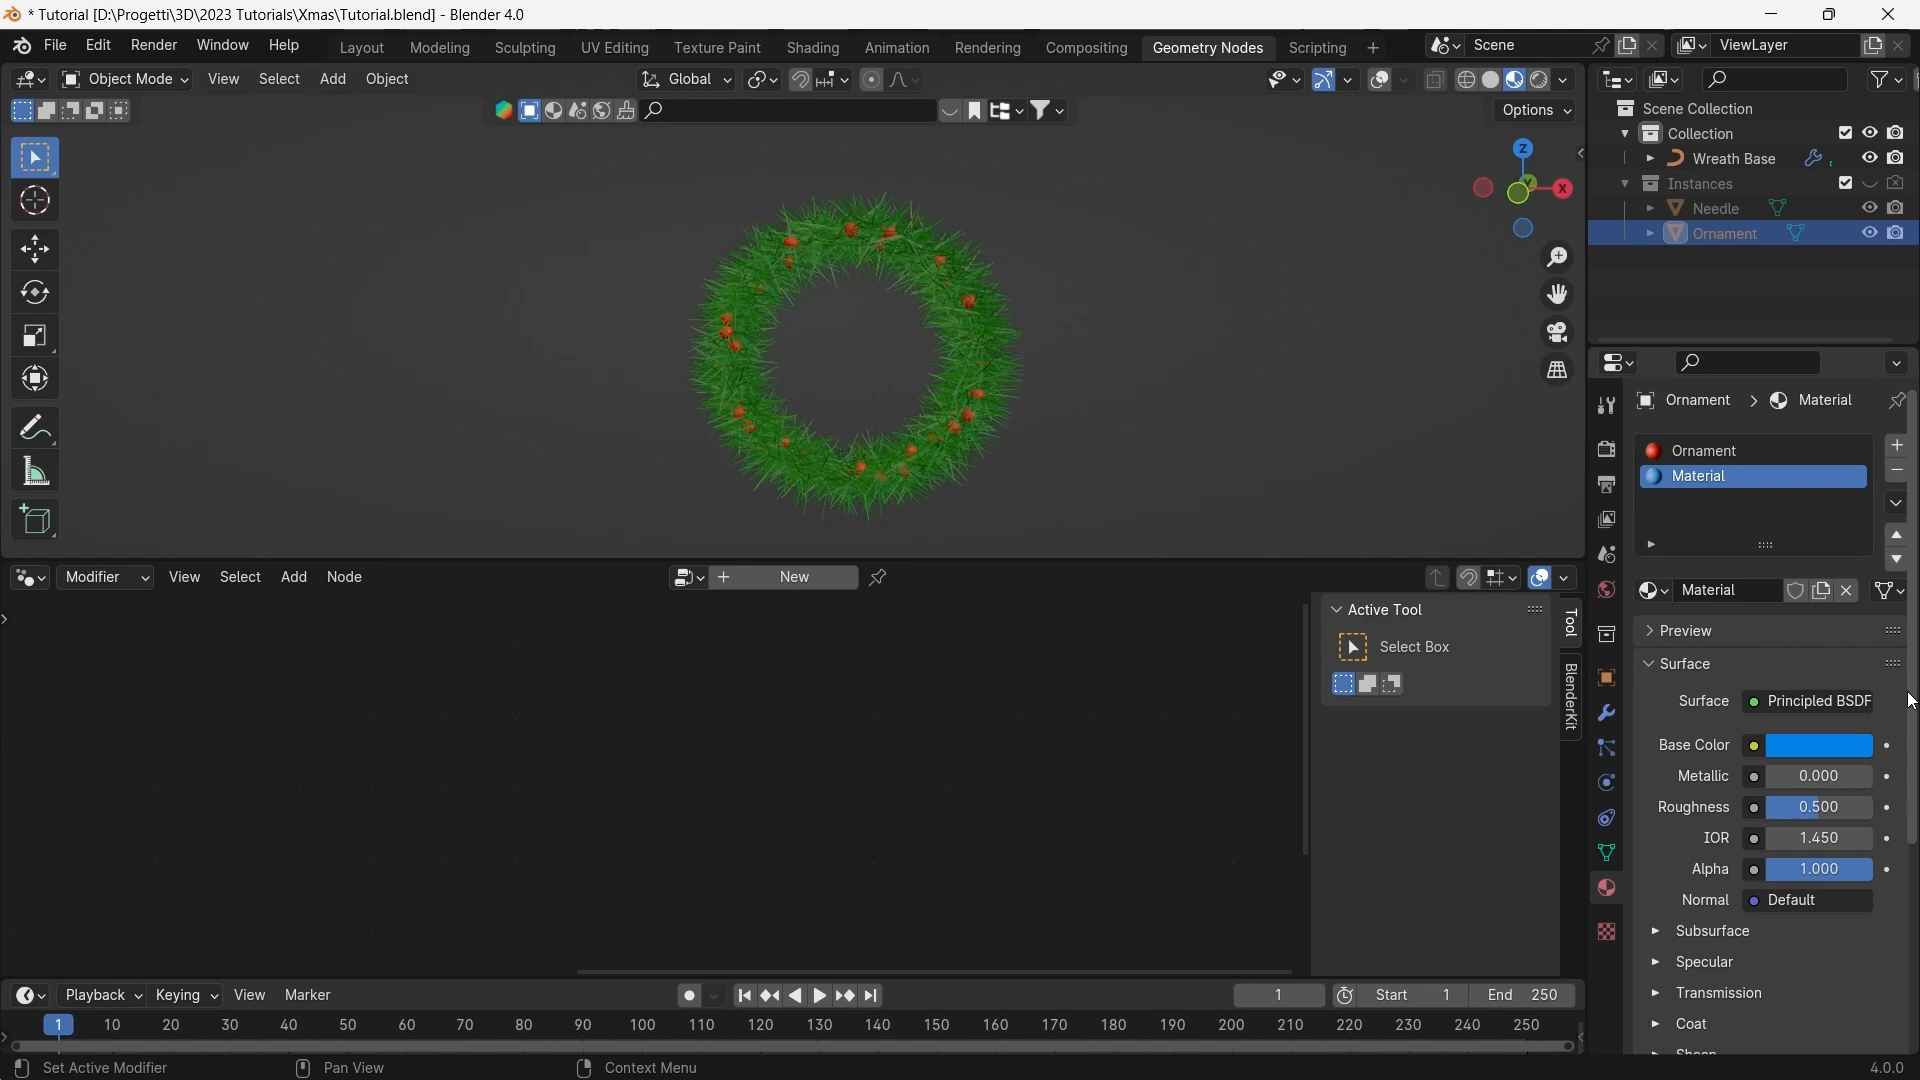 * Tutorial [D:\Progetti\3D\2023 Tutorials\Xmas\Tutorial.blend] - Blender 4.0
File Edit Render Window Help Layout Modeling Sculpting UV Editing Texture Paint Shading Animation Rendering Compositing Geometry Nodes Scripting + Scene ViewLayer
Object Mode View Select Add Object Global
Options
Scene Collection
Collection
Wreath Base
Instances
Needle
Ornament
Z
X
Ornament > Material
Ornament
Material
Modifier View Select Add Node + New
Material
Active Tool
Select Box
Tool
BlenderKit
Preview
Surface
Surface Principled BSDF
Base Color
Metallic 0.000
Roughness 0.500
IOR 1.450
Alpha 1.000
Normal Default
Subsurface
Specular
Transmission
Coat
Sheen
Playback Keying View Marker 1 Start 1 End 250
1 10 20 30 40 50 60 70 80 90 100 110 120 130 140 150 160 170 180 190 200 210 220 230 240 250
Set Active Modifier Pan View Context Menu 4.0.0